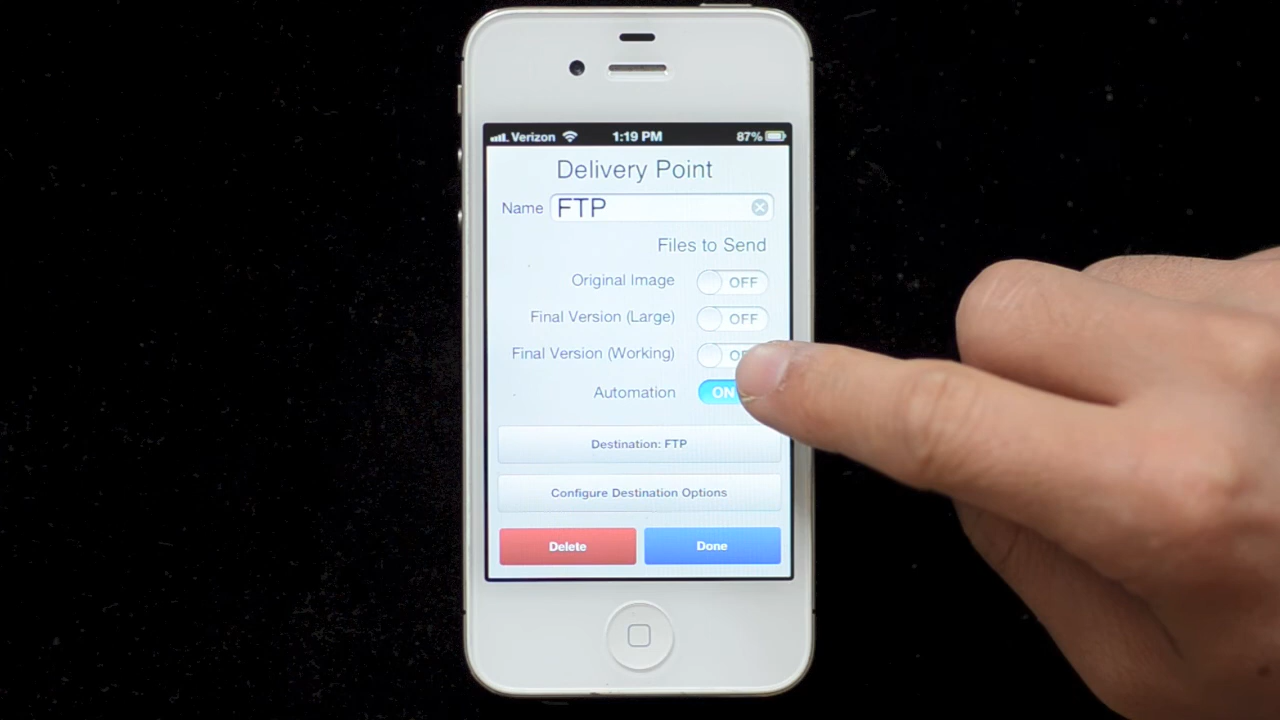 Verizon 1:19 PM 87%
Delivery Point
Name FTP
Files to Send
Original Image OFF
Final Version (Large) OFF
Final Version (Working)
Automation ON
Destination: FTP
Configure Destination Options
Delete Done